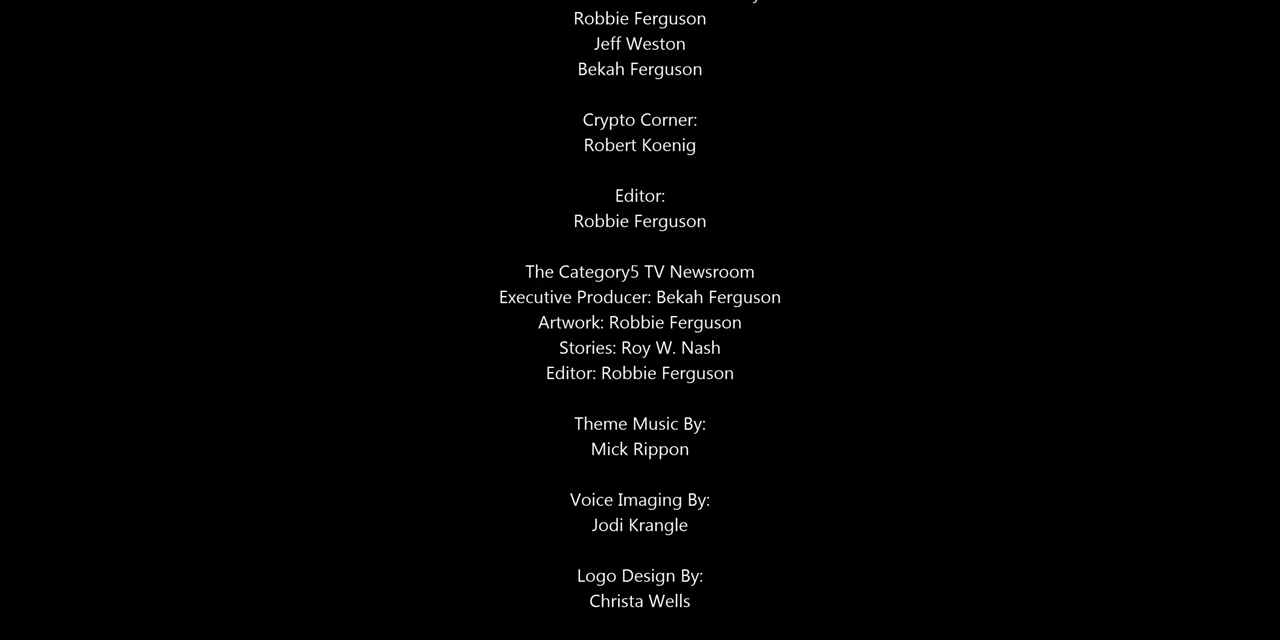 Robbie Ferguson
Jeff Weston
Bekah Ferguson
Crypto Corner:
Robert Koenig
Editor:
Robbie Ferguson
The Category5 TV Newsroom
Executive Producer: Bekah Ferguson
Artwork: Robbie Ferguson
Stories: Roy W. Nash
Editor: Robbie Ferguson
Theme Music By:
Mick Rippon
Voice Imaging By:
Jodi Krangle
Logo Design By:
Christa Wells